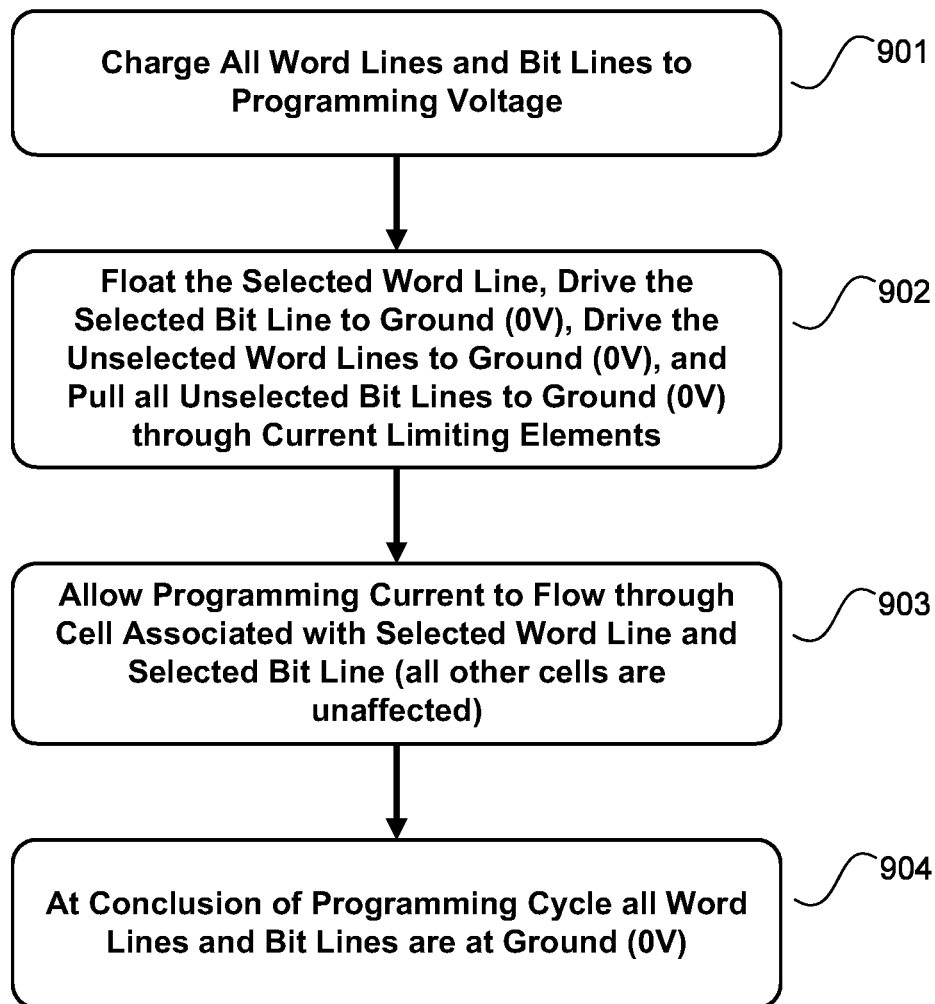 Charge All Word Lines and Bit Lines to
Programming Voltage
901
Float the Selected Word Line, Drive the
Selected Bit Line to Ground (0V), Drive the
Unselected Word Lines to Ground (0V), and
Pull all Unselected Bit Lines to Ground (0V)
through Current Limiting Elements
902
Allow Programming Current to Flow through
Cell Associated with Selected Word Line and
Selected Bit Line (all other cells are
unaffected)
903
At Conclusion of Programming Cycle all Word
Lines and Bit Lines are at Ground (0V)
904